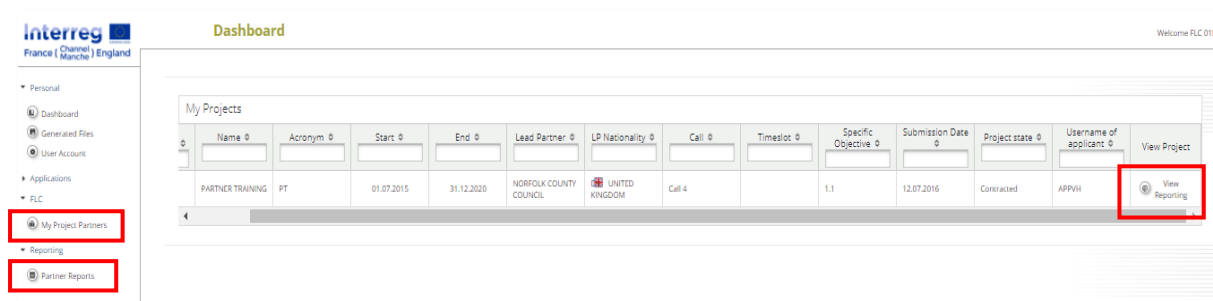 Interreg
France ( Channel Manche ) England
Dashboard
Welcome FLC 01
Personal
Dashboard
Generated Files
User Account
Applications
FLC
My Project Partners
Reporting
Partner Reports
My Projects
Name Acronym Start End Lead Partner LP Nationality Call Timeslot Specific Objective Submission Date Project state Username of applicant View Project
PARTNER TRAINING PT 01.07.2015 31.12.2020 NORFOLK COUNTY COUNCIL UNITED KINGDOM Call 4 1.1 12.07.2016 Contracted APPVH View Reporting